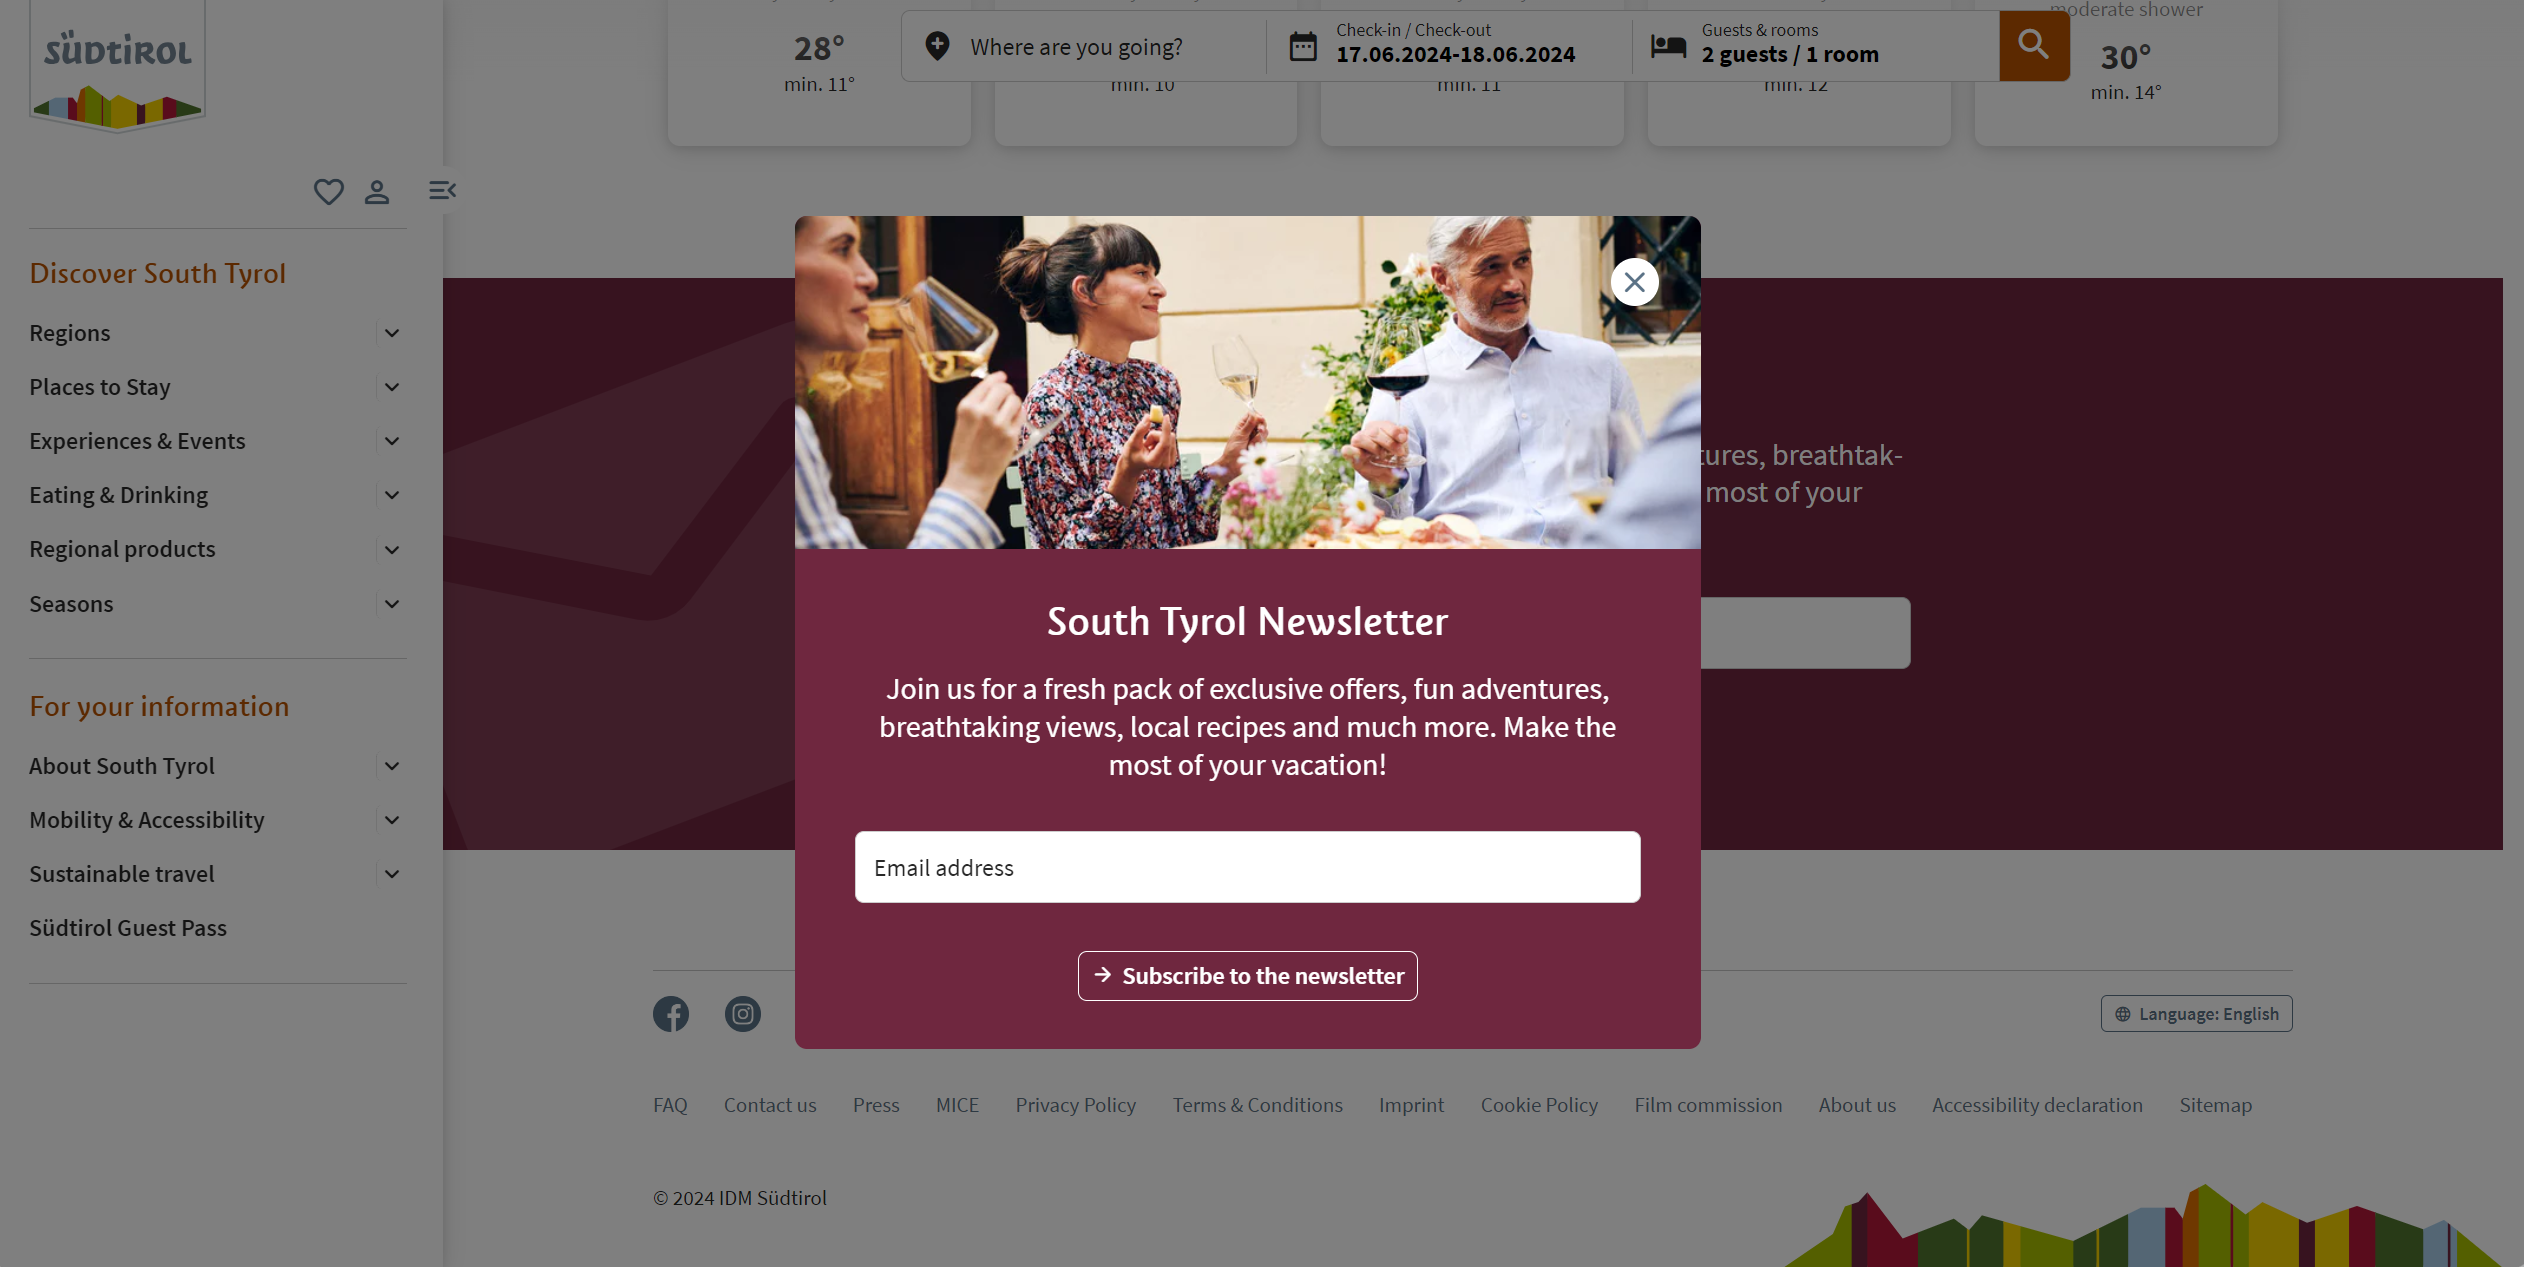 südtirol
Discover South Tyrol
Regions
Places to Stay
Experiences & Events
Eating & Drinking
Regional products
Seasons
For your information
About South Tyrol
Mobility & Accessibility
Sustainable travel
Südtirol Guest Pass
moderate shower
Where are you going?
Check-in / Check-out
17.06.2024-18.06.2024
Guests & rooms
2 guests / 1 room
28°
30°
min. 11°
min. 10
min. 11
min. 12
min. 14°
tures, breathtak-
most of your
South Tyrol Newsletter
Join us for a fresh pack of exclusive offers, fun adventures,
breathtaking views, local recipes and much more. Make the
most of your vacation!
Email address
Subscribe to the newsletter
Language: English
FAQ Contact us Press MICE Privacy Policy Terms & Conditions Imprint Cookie Policy Film commission About us Accessibility declaration Sitemap
© 2024 IDM Südtirol